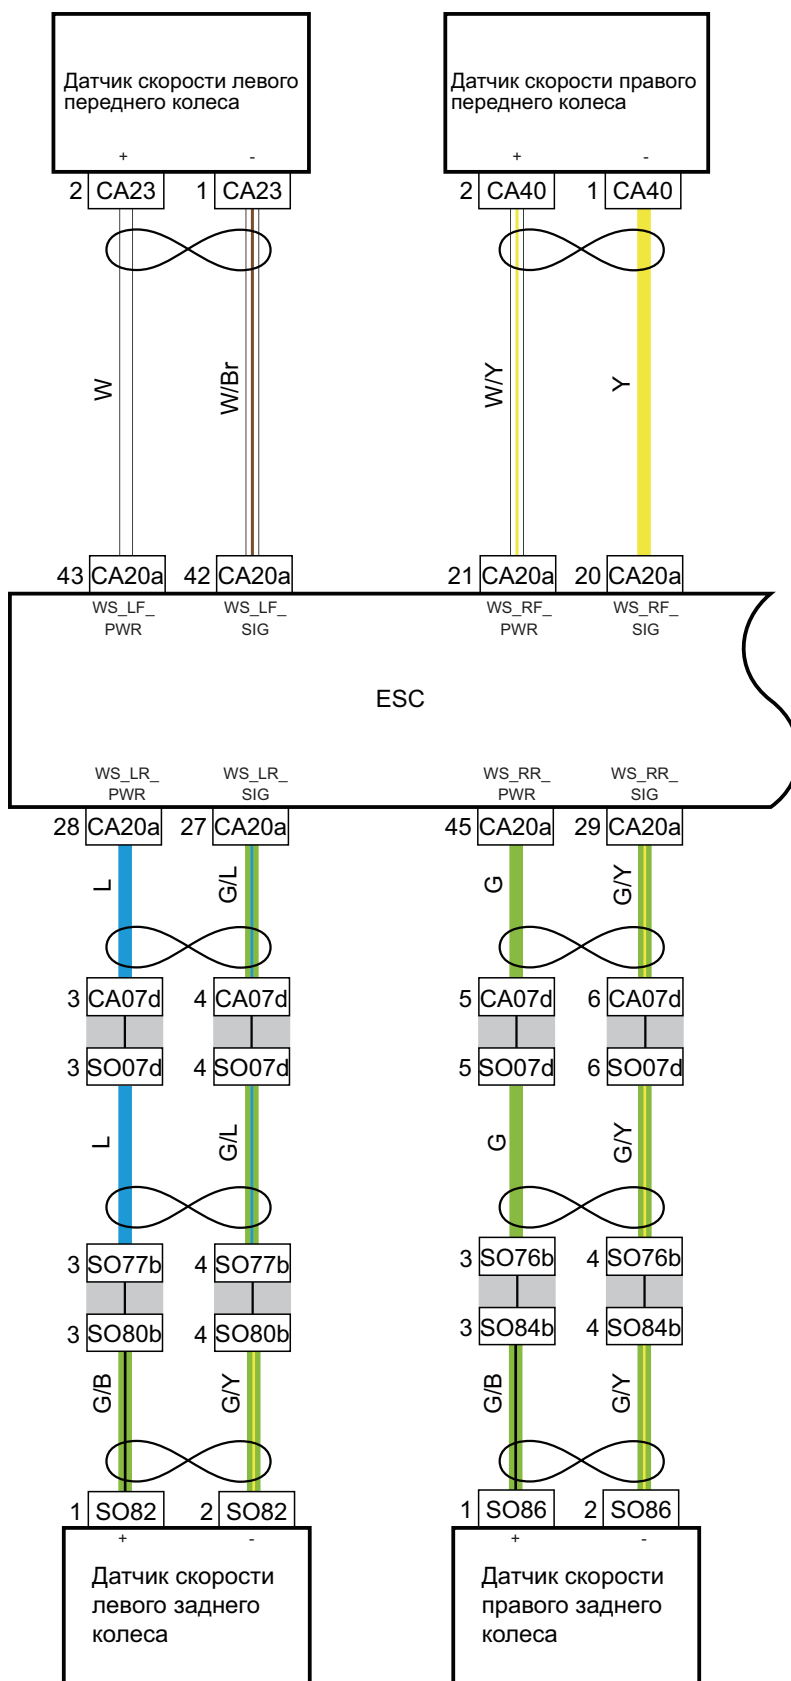 Датчик скорости левого
переднего колеса
+ -
Датчик скорости правого
переднего колеса
+ -
2 CA23 1 CA23
2 CA40 1 CA40
W
W/Br
W/Y
Y
43 CA20a 42 CA20a
21 CA20a 20 CA20a
WS_LF_
PWR
WS_LF_
SIG
WS_RF_
PWR
WS_RF_
SIG
ESC
WS_LR_
PWR
WS_LR_
SIG
WS_RR_
PWR
WS_RR_
SIG
28 CA20a 27 CA20a
45 CA20a 29 CA20a
L
G/L
G
G/Y
3 CA07d 4 CA07d
5 CA07d 6 CA07d
3 SO07d 4 SO07d
5 SO07d 6 SO07d
L
G/L
G
G/Y
3 SO77b 4 SO77b
3 SO76b 4 SO76b
3 SO80b 4 SO80b
3 SO84b 4 SO84b
G/B
G/Y
G/B
G/Y
1 SO82 2 SO82
1 SO86 2 SO86
+ -
Датчик скорости
левого заднего
колеса
+ -
Датчик скорости
правого заднего
колеса